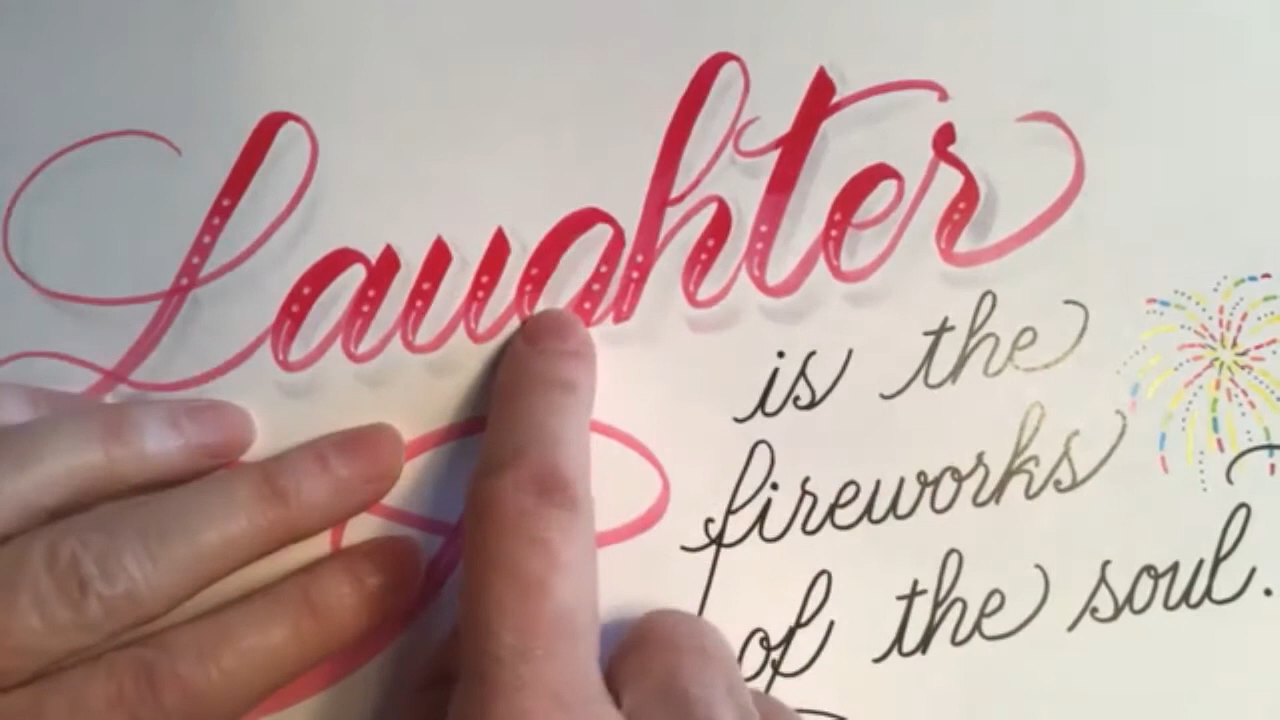 Laughter
is the
fireworks
of the soul.